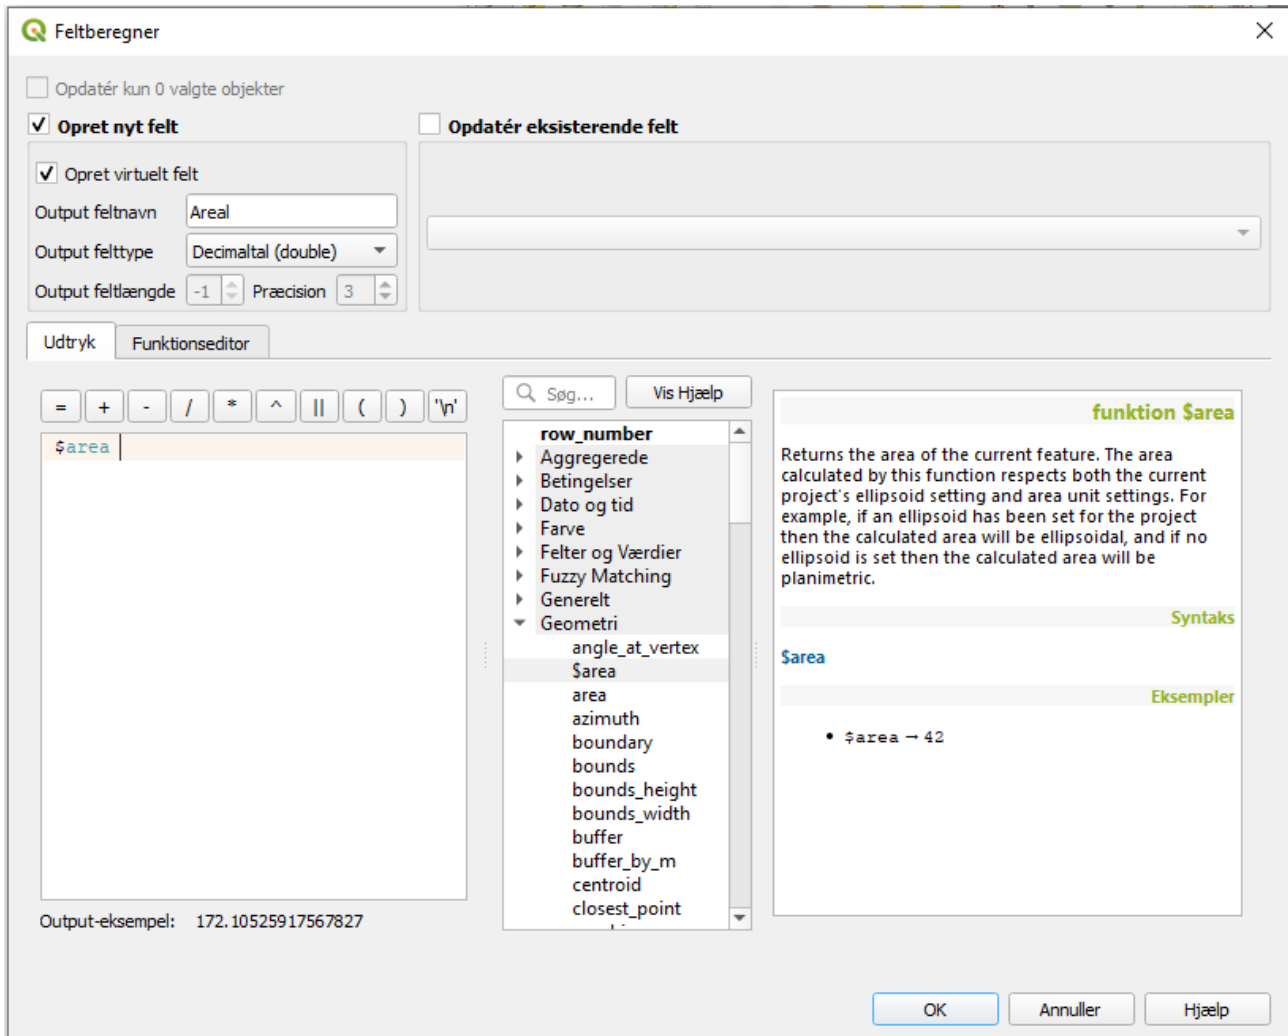 Feltberegner
Opdatér kun 0 valgte objekter
Opret nyt felt
Opdatér eksisterende felt
Opret virtuelt felt
Output feltnavn Areal
Output felttype Decimaltal (double)
Output feltlængde -1 Præcision 3
Udtryk Funktionseditor
= + - / * ^ || ( ) '\n'
$area
Output-eksempel: 172.10525917567827
Søg... Vis Hjælp
row_number
Aggregerede
Betingelser
Dato og tid
Farve
Felter og Værdier
Fuzzy Matching
Generelt
Geometri
angle_at_vertex
$area
area
azimuth
boundary
bounds
bounds_height
bounds_width
buffer
buffer_by_m
centroid
closest_point
funktion $area
Returns the area of the current feature. The area
calculated by this function respects both the current
project's ellipsoid setting and area unit settings. For
example, if an ellipsoid has been set for the project
then the calculated area will be ellipsoidal, and if no
ellipsoid is set then the calculated area will be
planimetric.
Syntaks
$area
Eksempler
• $area → 42
OK Annuller Hjælp